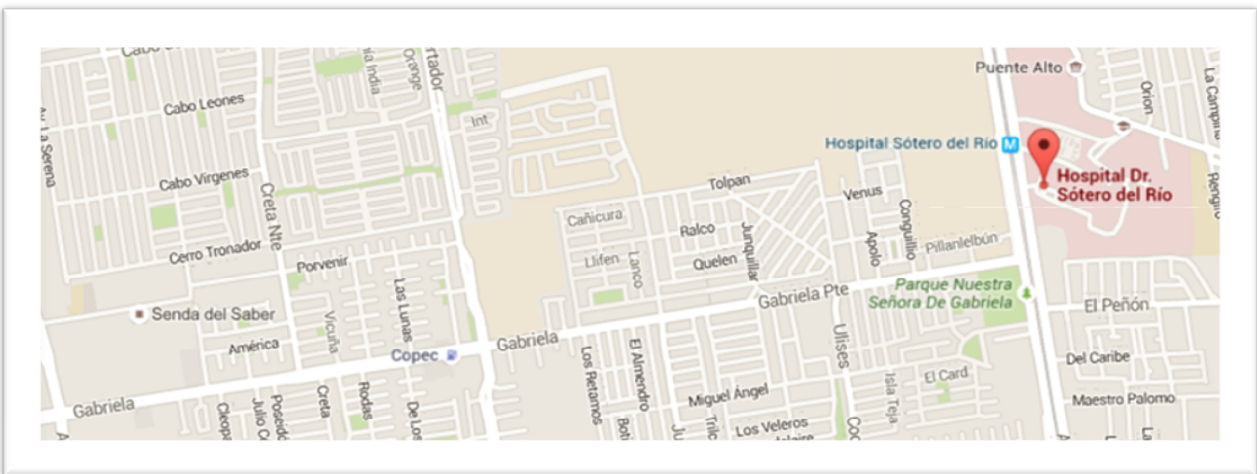 Cabo Leones
Av. La Serena
Cabo Virgenes
Creta Nte
Cerro Tronador
Porvenir
Senda del Saber
América
Vicuña
Las Lunas
Copec
Gabriela
Gabriela
Creta
Rodas
Orange
Int
Tolpan
Cañicura
Ralco
Junquillar
Llifen
Lanco
Quelen
Gabriela Pte
Los Retamos
El Almendro
Miguel Ángel
Los Veleros
Ulises
Isla Teja
El Card
Venus
Apolo
Conguillio
Pillanlelbún
Parque Nuestra
Señora De Gabriela
Hospital Sótero del Río
M
Puente Alto
Orion
Hospital Dr.
Sótero del Río
El Peñón
Del Caribe
Maestro Palomo